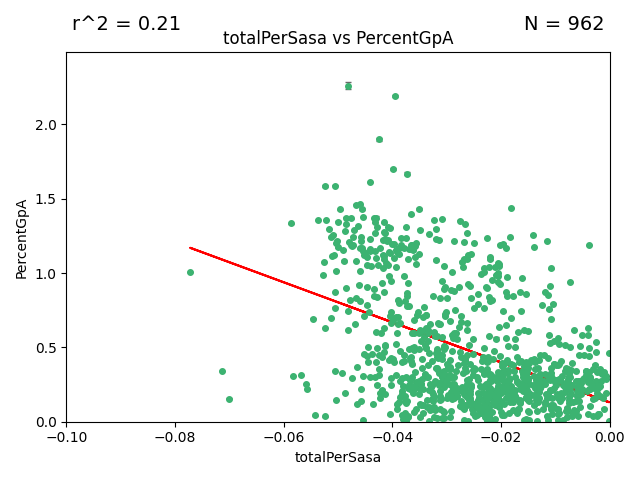 r^2 = 0.21 N = 962
totalPerSasa vs PercentGpA
PercentGpA
2.0
1.5
1.0
0.5
0.0
−0.10 −0.08 −0.06 −0.04 −0.02 0.00
totalPerSasa